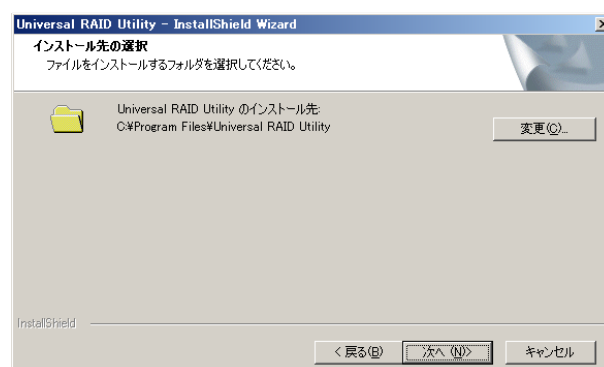 Universal RAID Utility - InstallShield Wizard
インストール先の選択
ファイルをインストールするフォルダを選択してください。
Universal RAID Utility のインストール先:
C:¥Program Files¥Universal RAID Utility
変更(C)...
InstallShield
< 戻る(B)
次へ (N)>
キャンセル